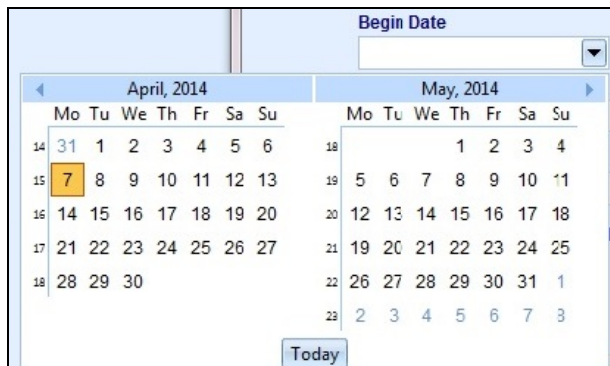 Begin Date
April, 2014 May, 2014
Mo Tu We Th Fr Sa Su Mo Tu We Th Fr Sa Su
14 31 1 2 3 4 5 6 18 1 2 3 4
15 7 8 9 10 11 12 13 19 5 6 7 8 9 10 11
16 14 15 16 17 18 19 20 20 12 13 14 15 16 17 18
17 21 22 23 24 25 26 27 21 19 20 21 22 23 24 25
18 28 29 30 22 26 27 28 29 30 31 1
23 2 3 4 5 6 7 8
Today